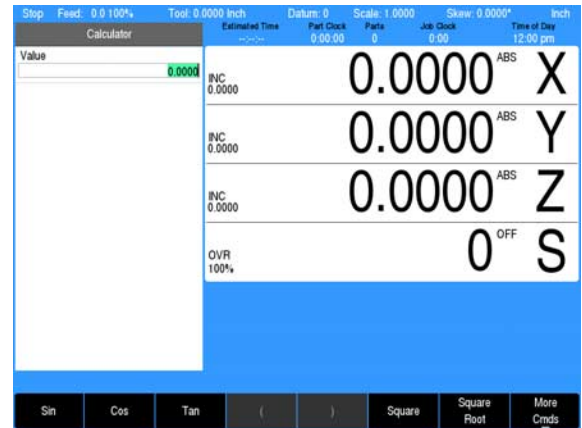 Stop Feed: 0.0 100% Tool: 0.0000 Inch Datum: 0 Scale: 1.0000 Skew: 0.0000° Inch
Calculator
Estimated Time Part Clock Parts Job Clock Time of Day
--:--:-- 0:00:00 0 0:00 12:00 pm
Value
0.0000
INC
0.0000
0.0000 ABS X
INC
0.0000
0.0000 ABS Y
INC
0.0000
0.0000 ABS Z
OVR
100%
0 OFF S
Sin Cos Tan ( ) Square Square Root More Cmds